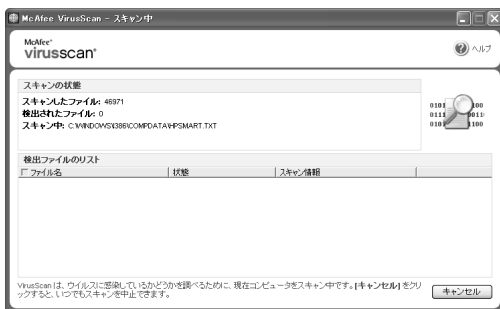 McAfee VirusScan - スキャン中
McAfee®
virusscan®
ヘルプ
スキャンの状態
スキャンしたファイル: 46971
検出されたファイル: 0
スキャン中: C:\WINDOWS\I386\COMPDATA\HPSMART.TXT
0101 100
0111 0011
010 1100
検出ファイルのリスト
ファイル名 状態 スキャン情報
VirusScan は、ウイルスに感染しているかどうかを調べるために、現在コンピュータをスキャン中です。[キャンセル] をクリ
ックすると、いつでもスキャンを中止できます。
キャンセル